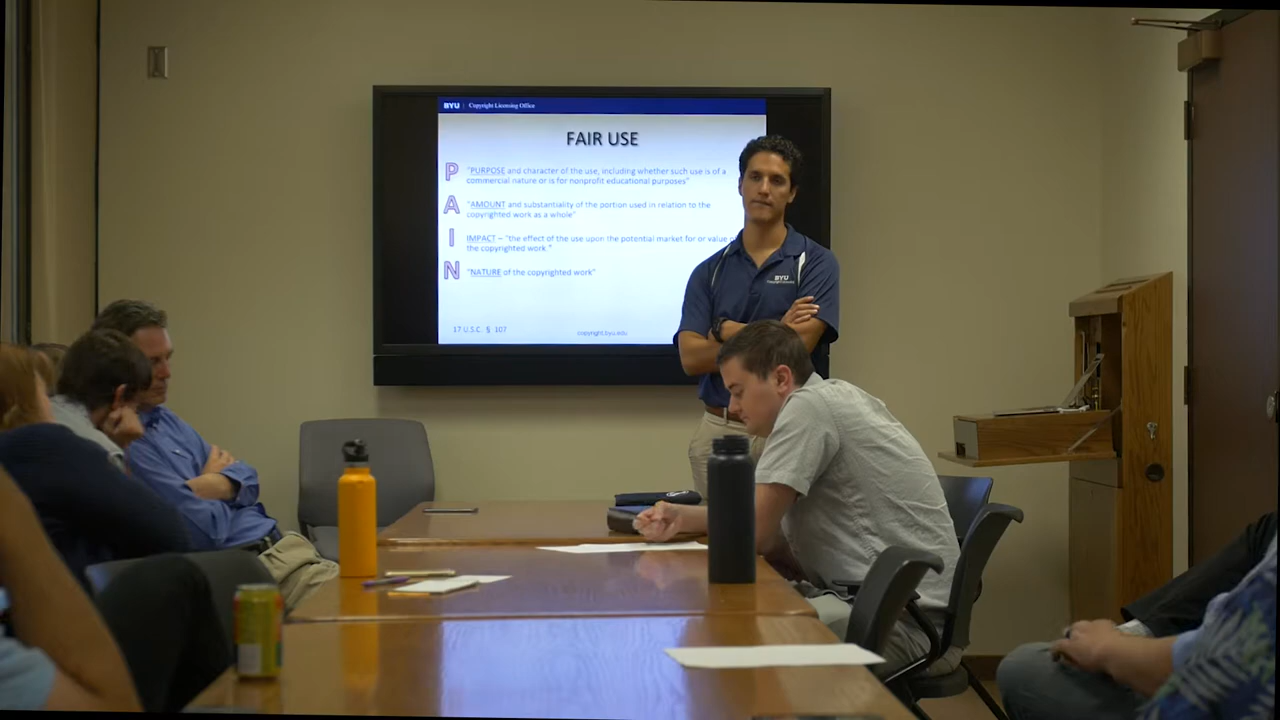 BYU Copyright Licensing Office
FAIR USE
P "PURPOSE and character of the use, including whether such use is of a
commercial nature or is for nonprofit educational purposes"
A "AMOUNT and substantiality of the portion used in relation to the
copyrighted work as a whole"
I IMPACT – "the effect of the use upon the potential market for or value
the copyrighted work."
N "NATURE of the copyrighted work"
17 U.S.C. § 107
copyright.byu.edu
BYU